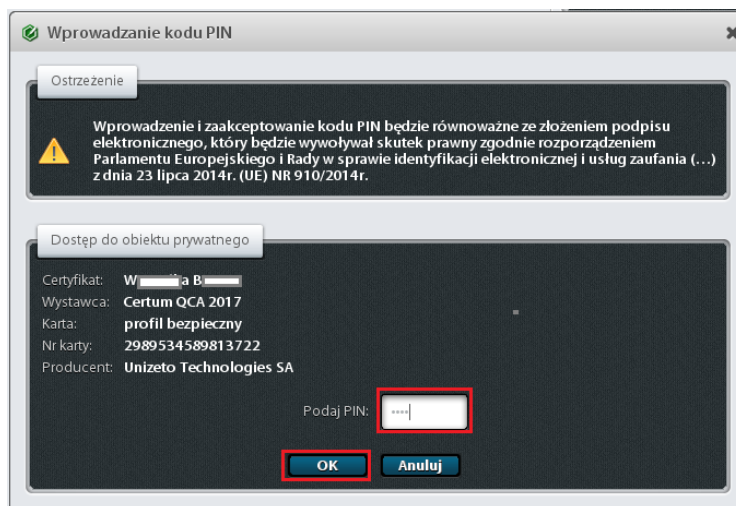 Wprowadzanie kodu PIN
Ostrzeżenie
Wprowadzenie i zaakceptowanie kodu PIN będzie równoważne ze złożeniem podpisu
elektronicznego, który będzie wywoływał skutek prawny zgodnie rozporządzeniem
Parlamentu Europejskiego i Rady w sprawie identyfikacji elektronicznej i usług zaufania (...)
z dnia 23 lipca 2014r. (UE) NR 910/2014r.
Dostęp do obiektu prywatnego
Certyfikat: W a B
Wystawca: Certum QCA 2017
Karta: profil bezpieczny
Nr karty: 2989534589813722
Producent: Unizeto Technologies SA
Podaj PIN: ••••
OK Anuluj